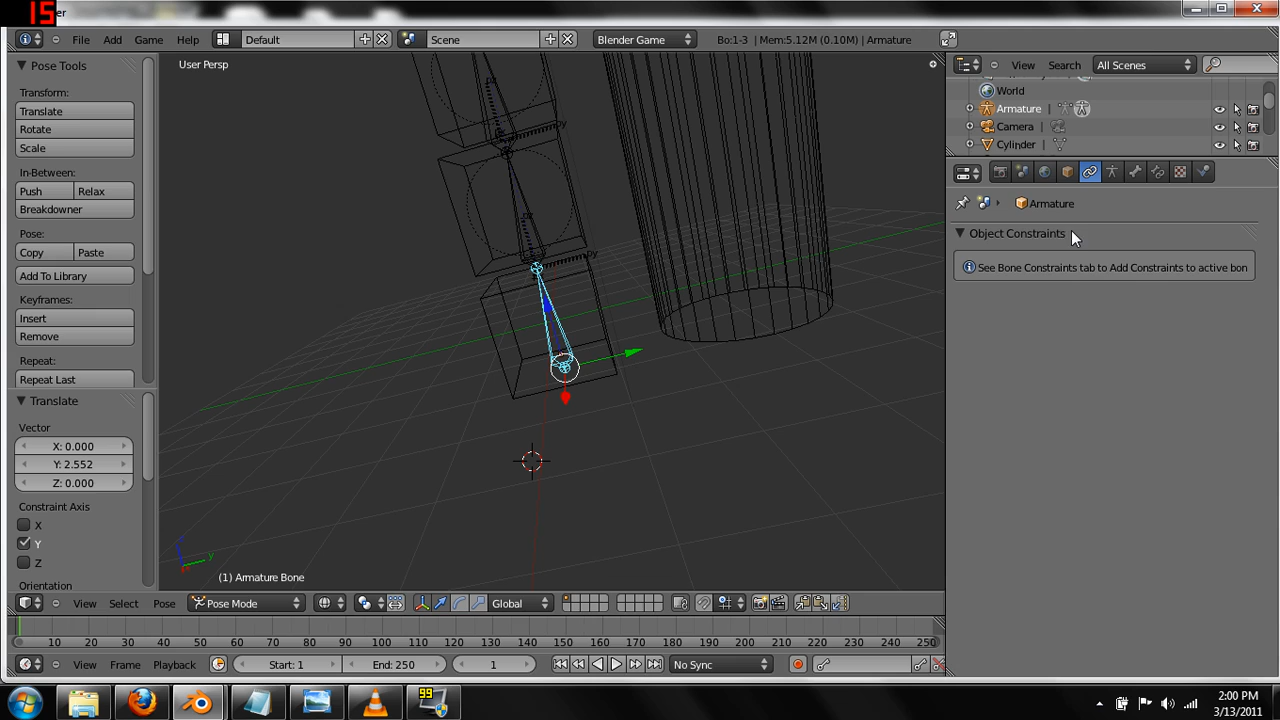 15
er
File Add Game Help Default Scene Blender Game Bo:1-3 | Mem:5.12M (0.10M) | Armature
Pose Tools
Transform:
Translate
Rotate
Scale
In-Between:
Push Relax
Breakdowner
Pose:
Copy Paste
Add To Library
Keyframes:
Insert
Remove
Repeat:
Repeat Last
Translate
Vector
X: 0.000
Y: 2.552
Z: 0.000
Constraint Axis
X
Y
Z
Orientation
User Persp
(1) Armature Bone
View Select Pose Pose Mode Global
10 20 30 40 50 60 70 80 90 100 110 120 130 140 150 160 170 180 190 200 210 220 230 240 250
View Frame Playback Start: 1 End: 250 1 No Sync
View Search All Scenes
World
Armature
Camera
Cylinder
Armature
Object Constraints
See Bone Constraints tab to Add Constraints to active bon
99
2:00 PM
3/13/2011